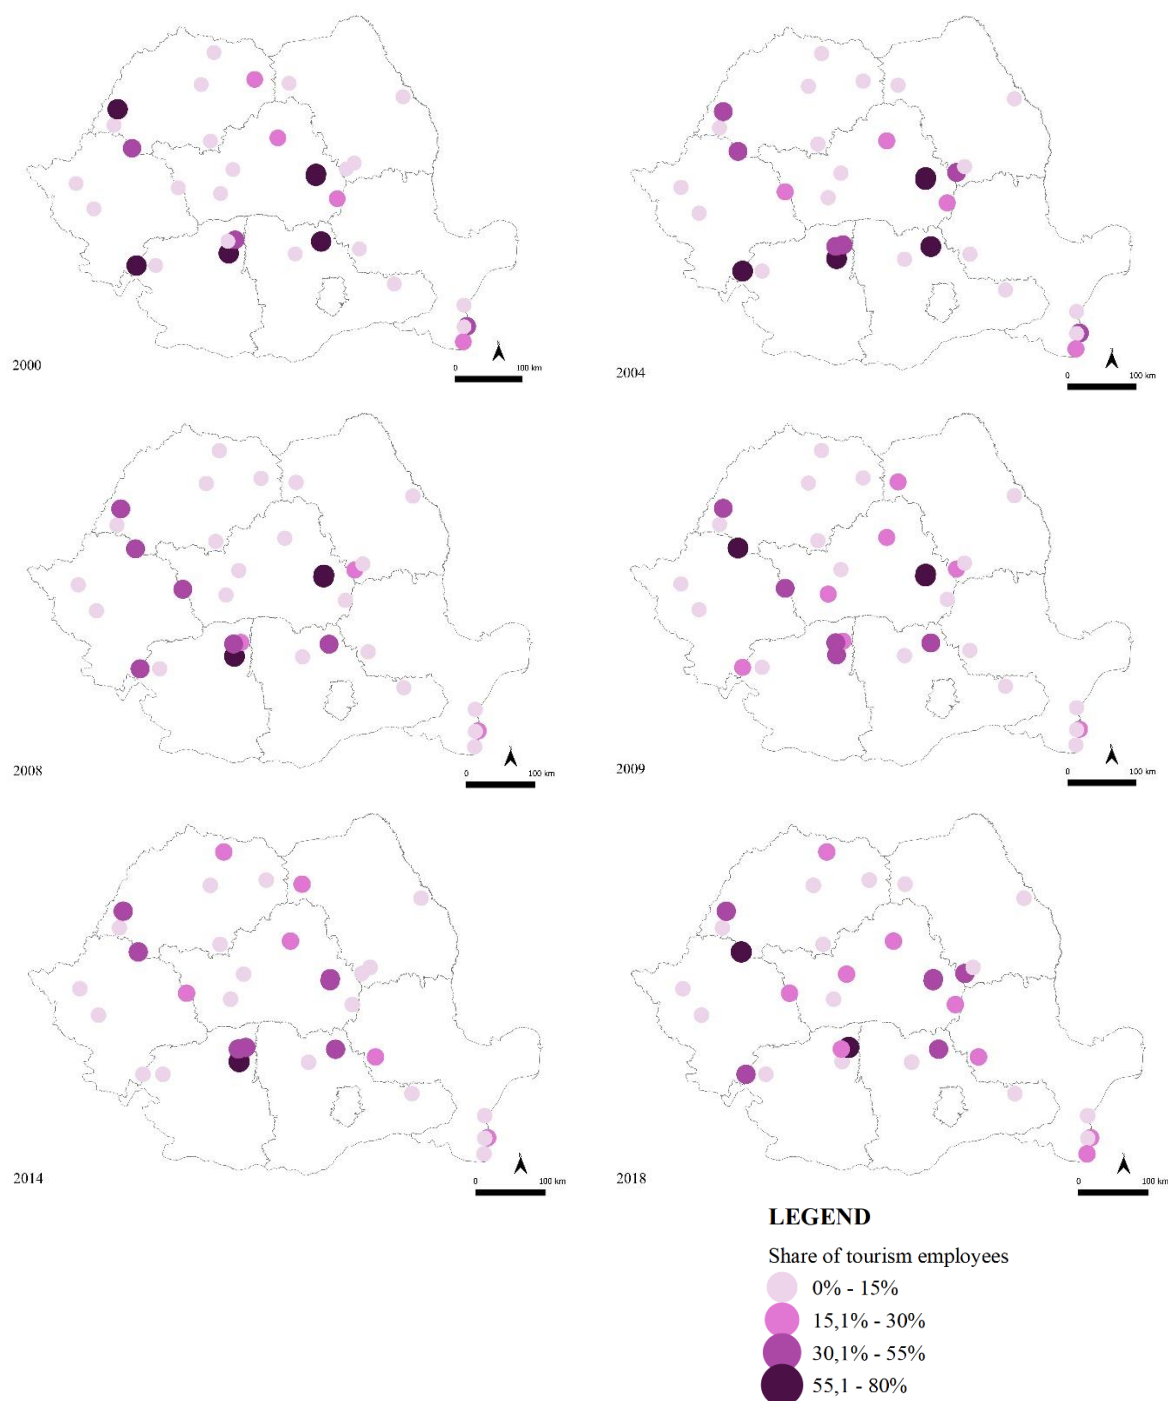 2000
0 100 km
2004
0 100 km
2008
0 100 km
2009
0 100 km
2014
0 100 km
2018
0 100 km
LEGEND
Share of tourism employees
0% - 15%
15,1% - 30%
30,1% - 55%
55,1 - 80%